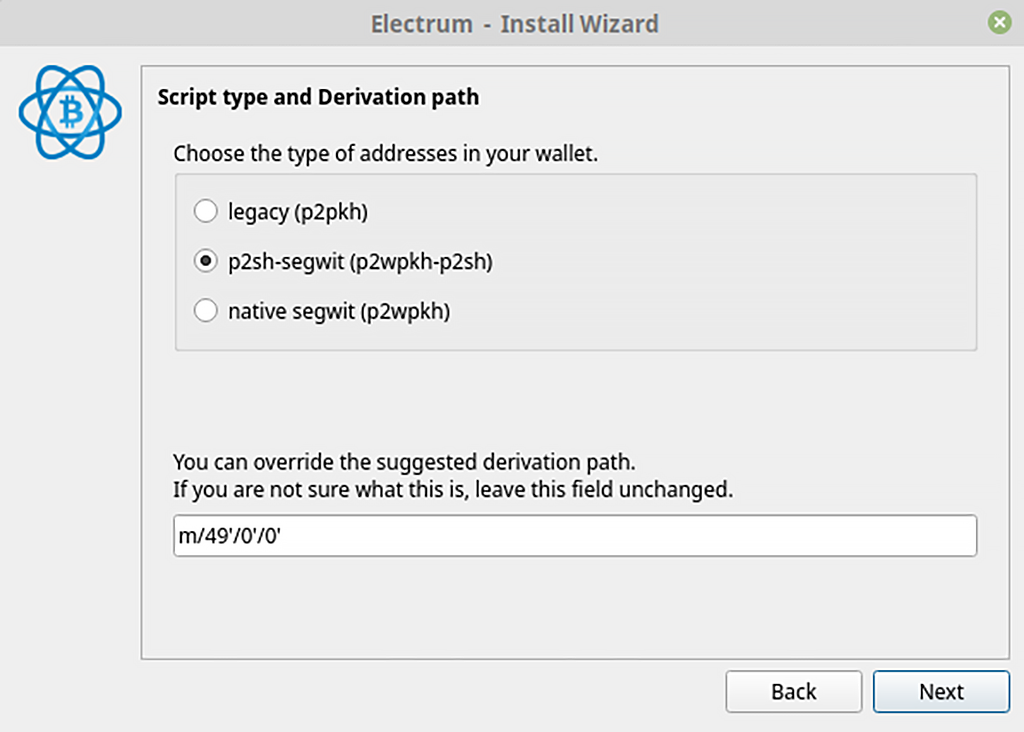 Electrum - Install Wizard
Script type and Derivation path
Choose the type of addresses in your wallet.
legacy (p2pkh)
p2sh-segwit (p2wpkh-p2sh)
native segwit (p2wpkh)
You can override the suggested derivation path.
If you are not sure what this is, leave this field unchanged.
m/49'/0'/0'
Back
Next